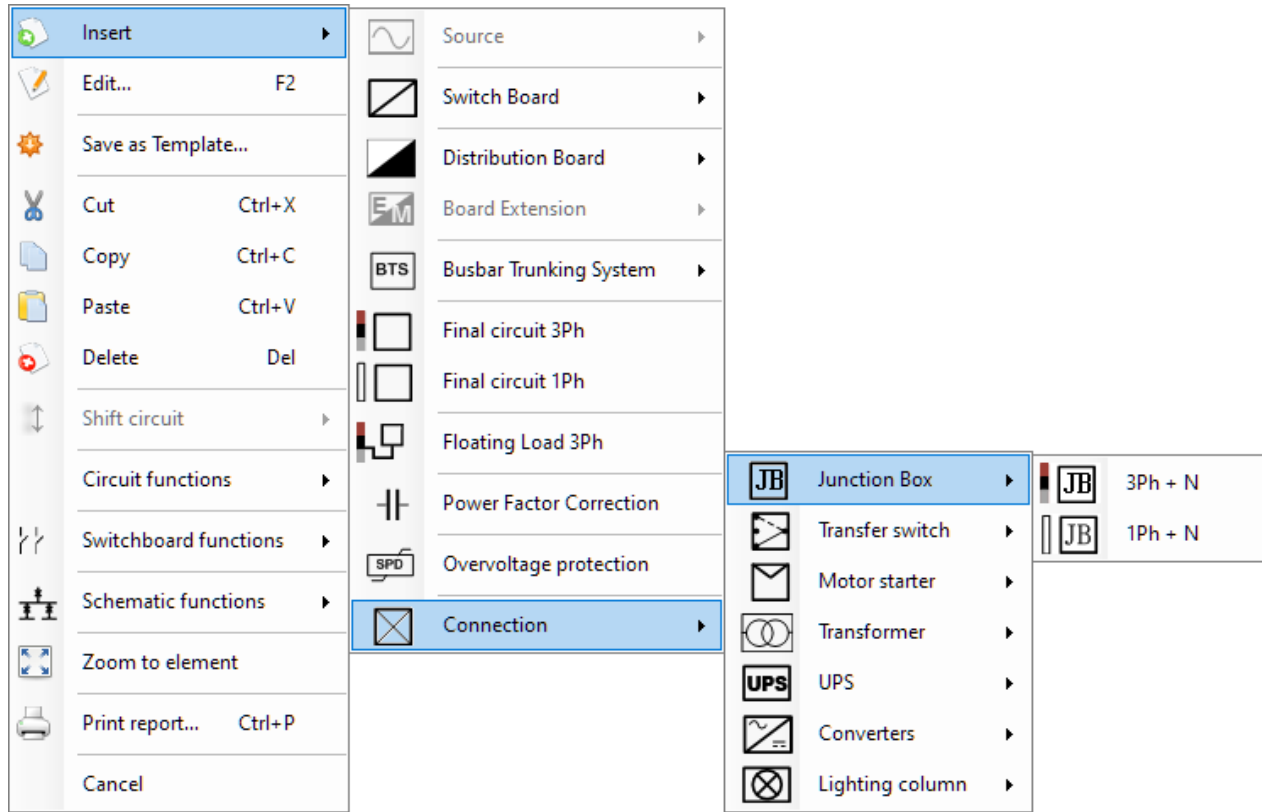 Insert
Edit... F2
Save as Template...
Cut Ctrl+X
Copy Ctrl+C
Paste Ctrl+V
Delete Del
Shift circuit
Circuit functions
Switchboard functions
Schematic functions
Zoom to element
Print report... Ctrl+P
Cancel
Source
Switch Board
Distribution Board
EM Board Extension
BTS Busbar Trunking System
Final circuit 3Ph
Final circuit 1Ph
Floating Load 3Ph
Power Factor Correction
SPD Overvoltage protection
Connection
JB Junction Box
Transfer switch
Motor starter
Transformer
UPS UPS
Converters
Lighting column
JB 3Ph + N
JB 1Ph + N